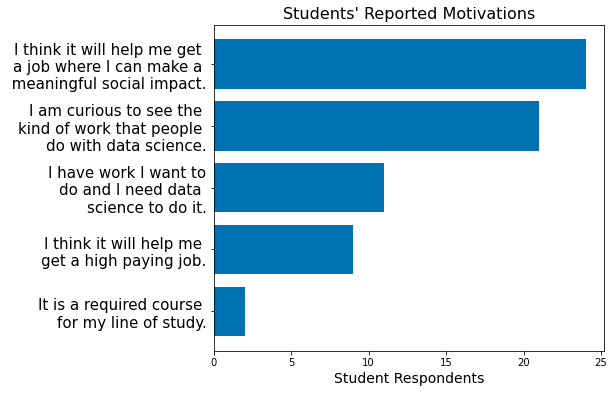 Students' Reported Motivations
I think it will help me get
a job where I can make a
meaningful social impact.
I am curious to see the
kind of work that people
do with data science.
I have work I want to
do and I need data
science to do it.
I think it will help me
get a high paying job.
It is a required course
for my line of study.
0 5 10 15 20 25
Student Respondents